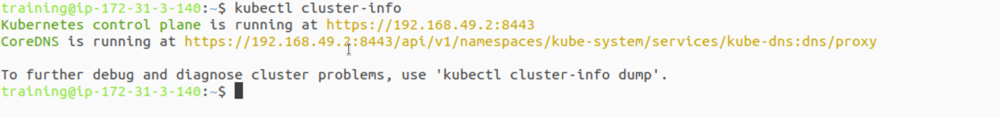 training@ip-172-31-3-140:~$ kubectl cluster-info
Kubernetes control plane is running at https://192.168.49.2:8443
CoreDNS is running at https://192.168.49.2:8443/api/v1/namespaces/kube-system/services/kube-dns:dns/proxy

To further debug and diagnose cluster problems, use 'kubectl cluster-info dump'.
training@ip-172-31-3-140:~$